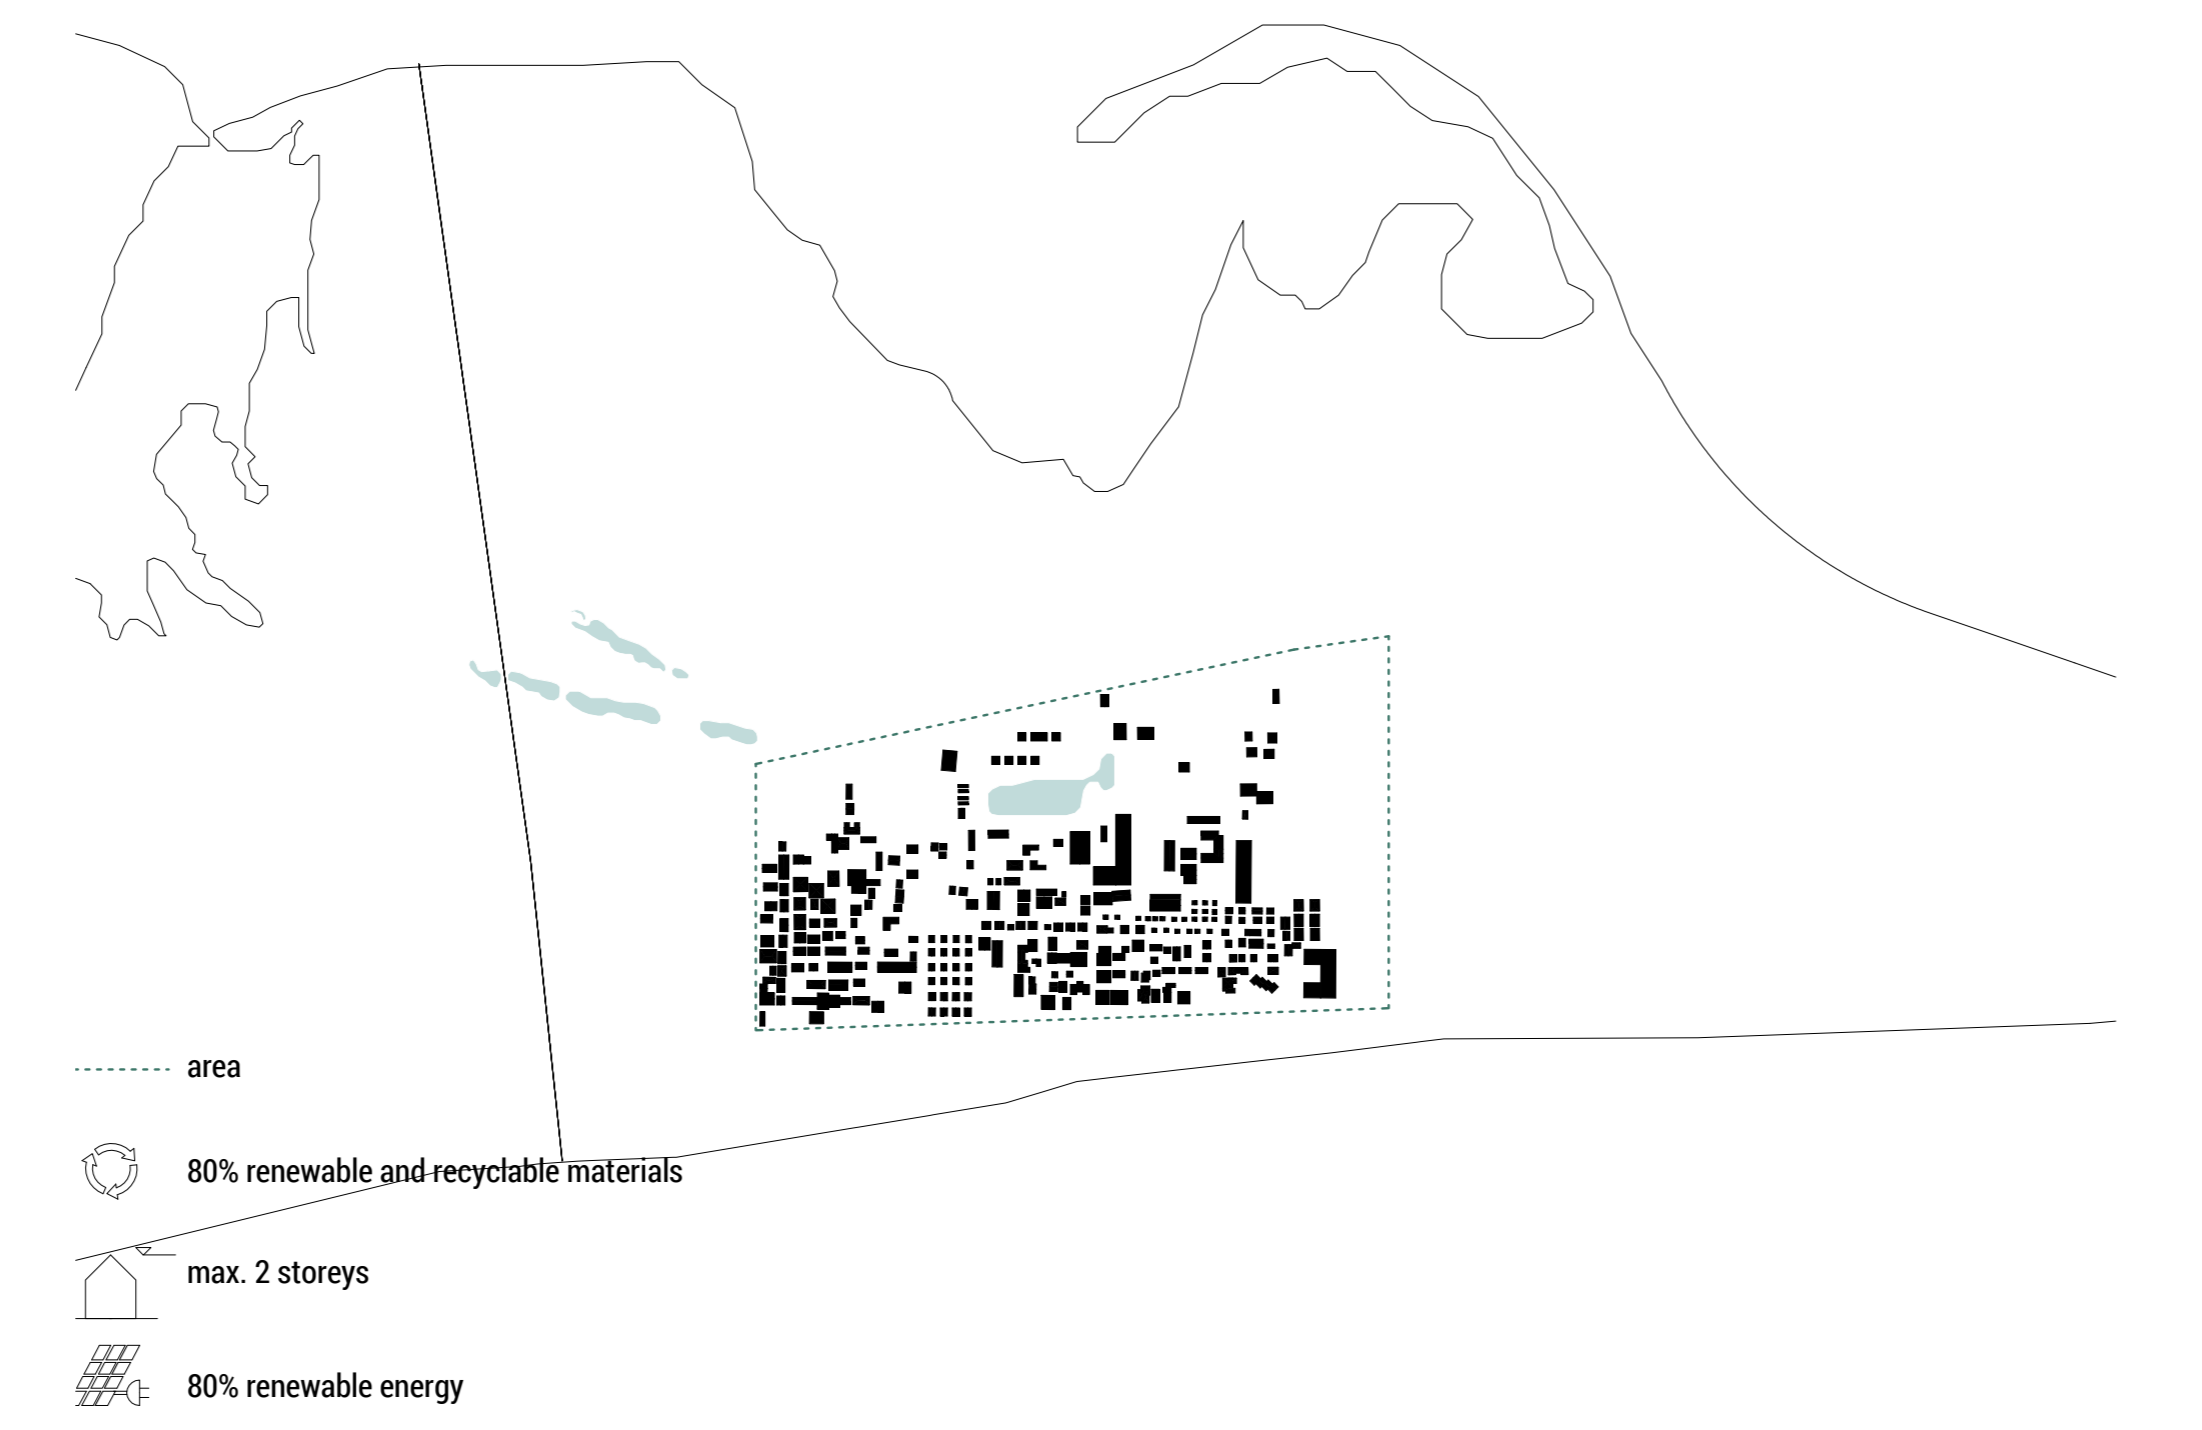 area
80% renewable and recyclable materials
max. 2 storeys
80% renewable energy